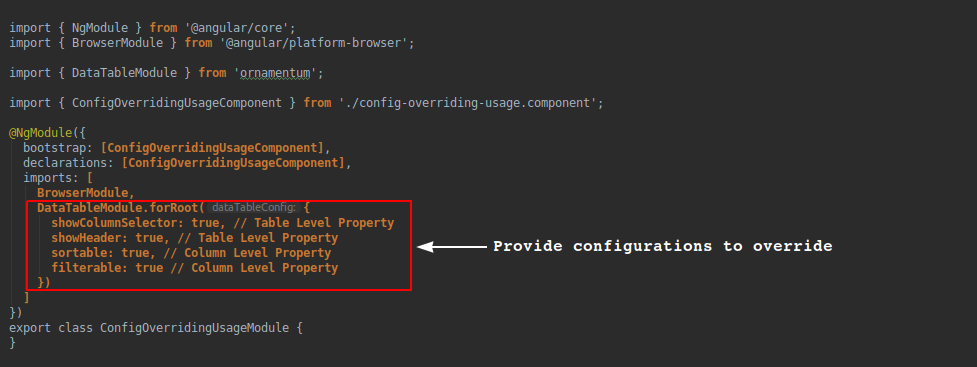 import { NgModule } from '@angular/core';
import { BrowserModule } from '@angular/platform-browser';
import { DataTableModule } from 'ornamentum';
import { ConfigOverridingUsageComponent } from './config-overriding-usage.component';
@NgModule({
  bootstrap: [ConfigOverridingUsageComponent],
  declarations: [ConfigOverridingUsageComponent],
  imports: [
    BrowserModule,
    DataTableModule.forRoot( dataTableConfig: {
      showColumnSelector: true, // Table Level Property
      showHeader: true, // Table Level Property
      sortable: true, // Column Level Property
      filterable: true // Column Level Property
    })
  ]
})
export class ConfigOverridingUsageModule {
}
Provide configurations to override